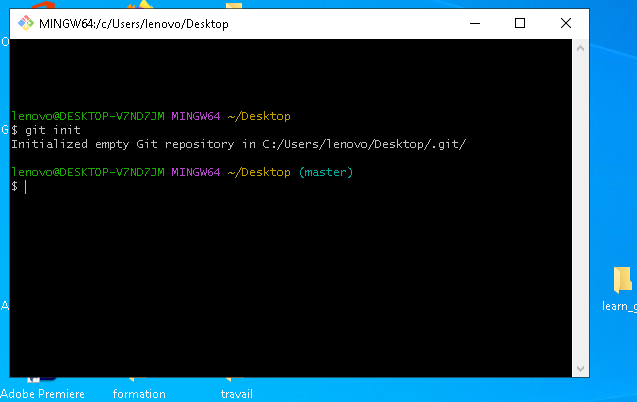 MINGW64:/c/Users/lenovo/Desktop
lenovo@DESKTOP-V7ND7JM MINGW64 ~/Desktop
$ git init
Initialized empty Git repository in C:/Users/lenovo/Desktop/.git/
lenovo@DESKTOP-V7ND7JM MINGW64 ~/Desktop (master)
$
learn_g
Adobe Premiere
formation
travail